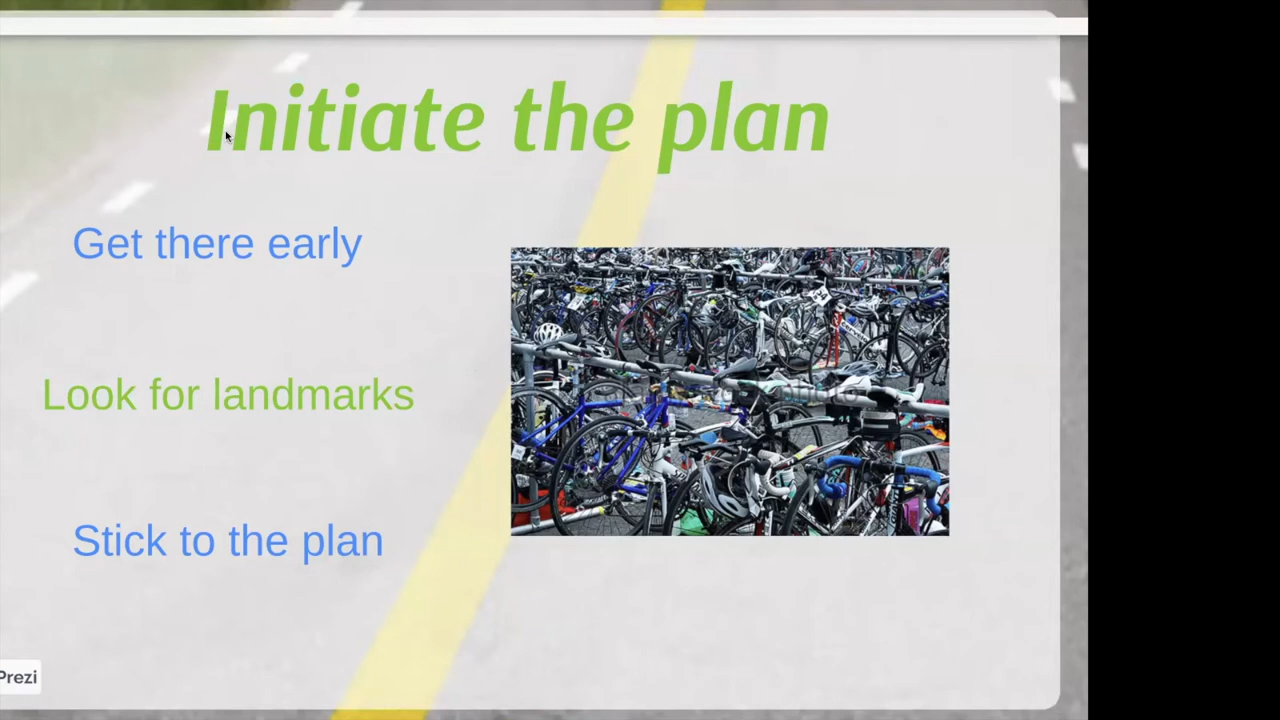 Initiate the plan
Get there early
Look for landmarks
Stick to the plan
Prezi